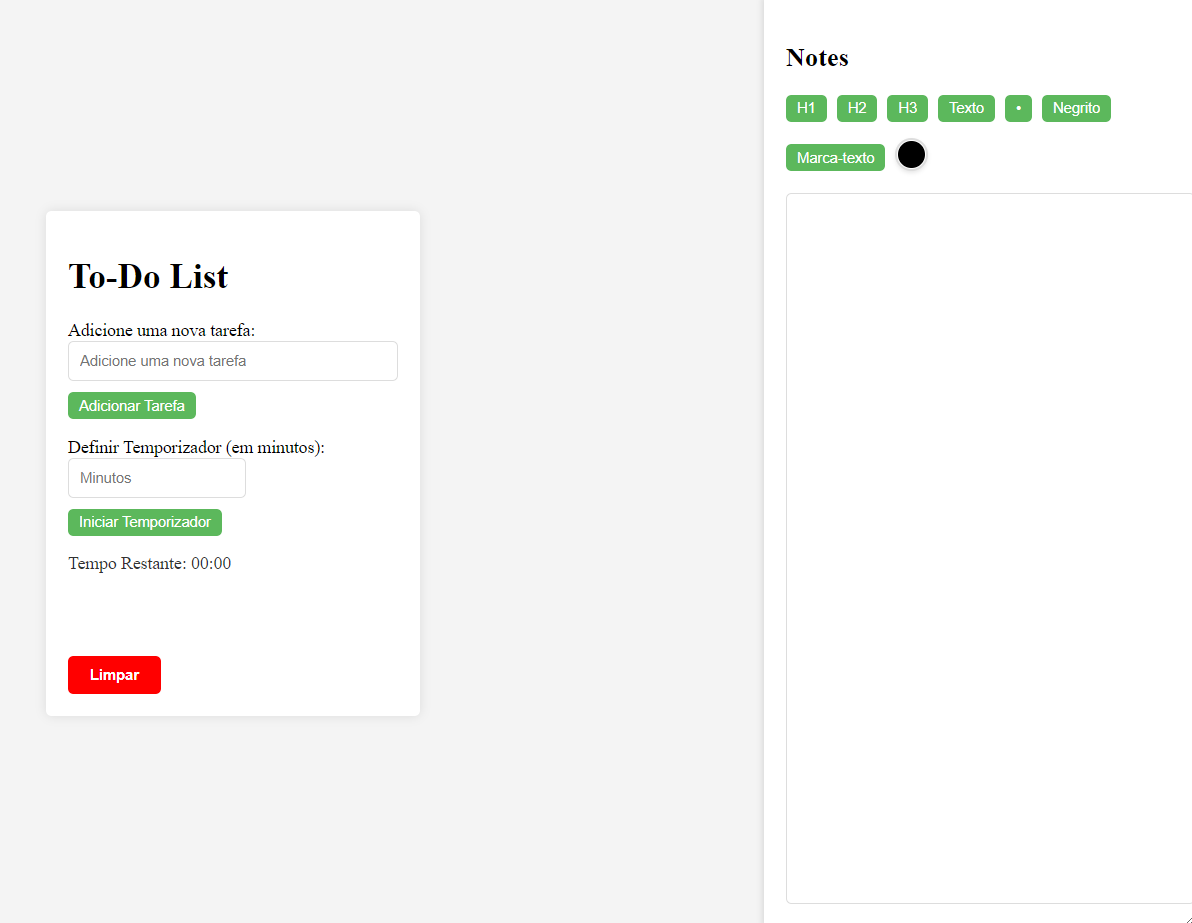 To-Do List
Adicione uma nova tarefa:
Adicione uma nova tarefa
Adicionar Tarefa
Definir Temporizador (em minutos):
Minutos
Iniciar Temporizador
Tempo Restante: 00:00
Limpar
Notes
H1 H2 H3 Texto • Negrito
Marca-texto